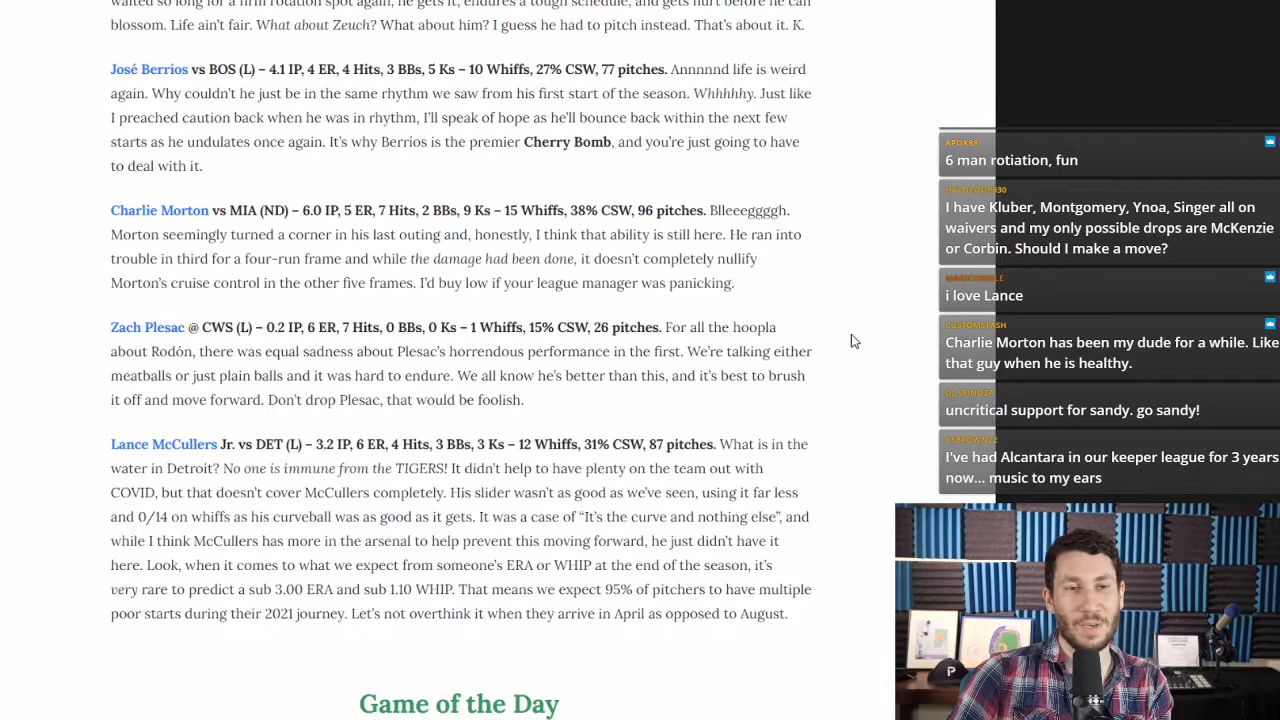 waited so long for a firm rotation spot again, he gets it, endures a tough schedule, and gets hurt before he can
blossom. Life ain't fair. What about Zeuch? What about him? I guess he had to pitch instead. That's about it. K.
José Berríos vs BOS (L) – 4.1 IP, 4 ER, 4 Hits, 3 BBs, 5 Ks – 10 Whiffs, 27% CSW, 77 pitches. Annnnnd life is weird
again. Why couldn't he just be in the same rhythm we saw from his first start of the season. Whhhhhy. Just like
I preached caution back when he was in rhythm, I'll speak of hope as he'll bounce back within the next few
starts as he undulates once again. It's why Berríos is the premier Cherry Bomb, and you're just going to have
to deal with it.
Charlie Morton vs MIA (ND) – 6.0 IP, 5 ER, 7 Hits, 2 BBs, 9 Ks – 15 Whiffs, 38% CSW, 96 pitches. Blleeeggggh.
Morton seemingly turned a corner in his last outing and, honestly, I think that ability is still here. He ran into
trouble in third for a four-run frame and while the damage had been done, it doesn't completely nullify
Morton's cruise control in the other five frames. I'd buy low if your league manager was panicking.
Zach Plesac @ CWS (L) – 0.2 IP, 6 ER, 7 Hits, 0 BBs, 0 Ks – 1 Whiffs, 15% CSW, 26 pitches. For all the hoopla
about Rodón, there was equal sadness about Plesac's horrendous performance in the first. We're talking either
meatballs or just plain balls and it was hard to endure. We all know he's better than this, and it's best to brush
it off and move forward. Don't drop Plesac, that would be foolish.
Lance McCullers Jr. vs DET (L) – 3.2 IP, 6 ER, 4 Hits, 3 BBs, 3 Ks – 12 Whiffs, 31% CSW, 87 pitches. What is in the
water in Detroit? No one is immune from the TIGERS! It didn't help to have plenty on the team out with
COVID, but that doesn't cover McCullers completely. His slider wasn't as good as we've seen, using it far less
and 0/14 on whiffs as his curveball was as good as it gets. It was a case of “It's the curve and nothing else”, and
while I think McCullers has more in the arsenal to help prevent this moving forward, he just didn't have it
here. Look, when it comes to what we expect from someone's ERA or WHIP at the end of the season, it's
very rare to predict a sub 3.00 ERA and sub 1.10 WHIP. That means we expect 95% of pitchers to have multiple
poor starts during their 2021 journey. Let's not overthink it when they arrive in April as opposed to August.
Game of the Day
APOX88
6 man rotiation, fun
I have Kluber, Montgomery, Ynoa, Singer all on
waivers and my only possible drops are McKenzie
or Corbin. Should I make a move?
i love Lance
CUSTOMSTASH
Charlie Morton has been my dude for a while. Like
that guy when he is healthy.
DJ_SPINOZA
uncritical support for sandy. go sandy!
I've had Alcantara in our keeper league for 3 years
now... music to my ears
P